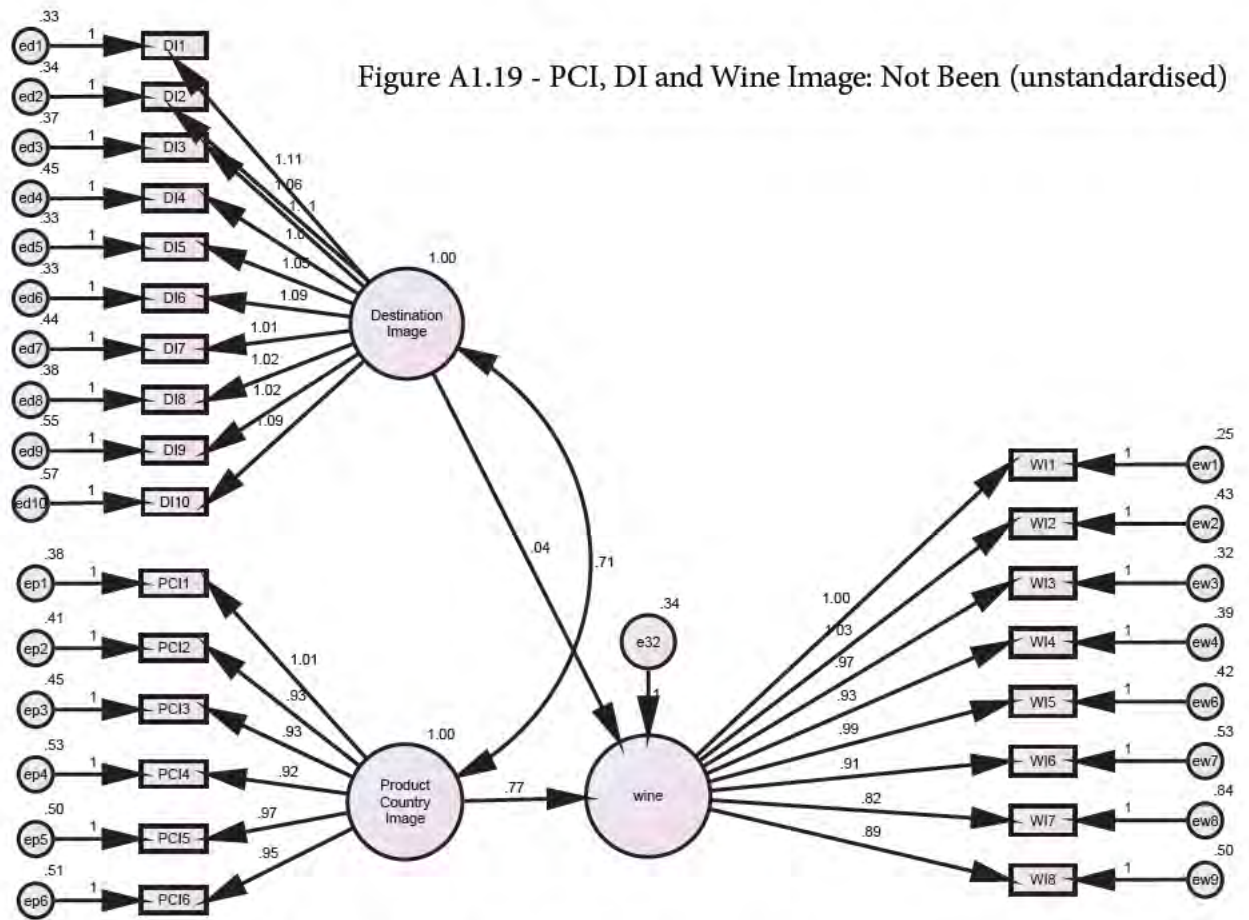 Figure A1.19 - PCI, DI and Wine Image: Not Been (unstandardised)
.33
ed1 1 DI1
.34
ed2 1 DI2
.37
ed3 1 DI3
.45
ed4 1 DI4
.33
ed5 1 DI5
.33
ed6 1 DI6
.44
ed7 1 DI7
.38
ed8 1 DI8
.55
ed9 1 DI9
.57
ed10 1 DI10
1.11
1.06
1.05
1.09
1.01
1.02
1.02
1.09
1.00
Destination
Image
.04
.71
.38
ep1 1 PCI1
.41
ep2 1 PCI2
.45
ep3 1 PCI3
.53
ep4 1 PCI4
.50
ep5 1 PCI5
.51
ep6 1 PCI6
1.01
.93
.93
.92
.97
.95
1.00
Product
Country
Image
.77
.34
e32
1
wine
1.00
1.03
.97
.93
.99
.91
.82
.89
.25
WI1 1 ew1
.43
WI2 1 ew2
.32
WI3 1 ew3
.39
WI4 1 ew4
.42
WI5 1 ew6
.53
WI6 1 ew7
.84
WI7 1 ew8
.50
WI8 1 ew9